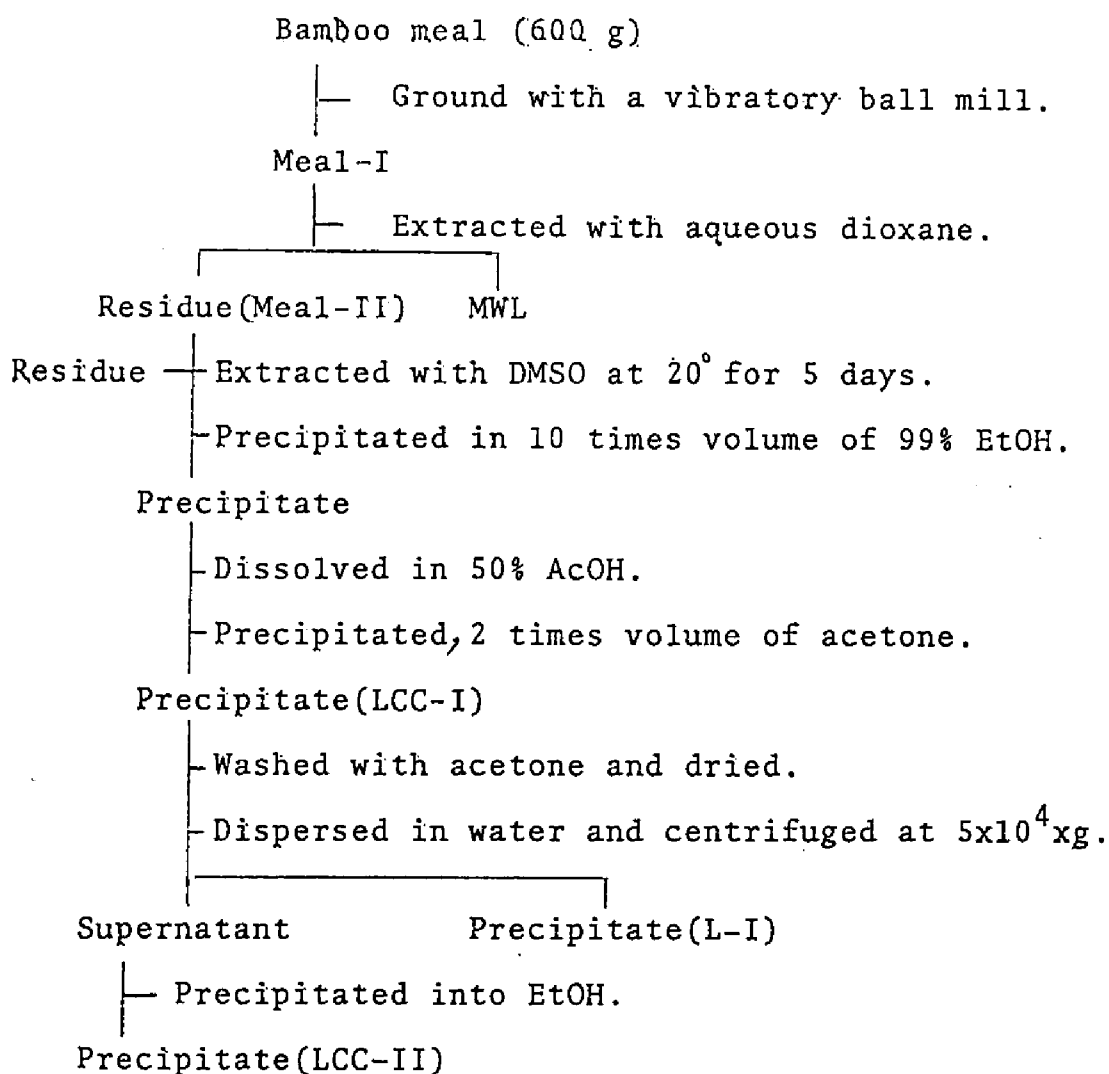 Bamboo meal (600 g)
Ground with a vibratory ball mill.
Meal-I
Extracted with aqueous dioxane.
Residue(Meal-II) MWL
Residue Extracted with DMSO at 20° for 5 days.
Precipitated in 10 times volume of 99% EtOH.
Precipitate
Dissolved in 50% AcOH.
Precipitated, 2 times volume of acetone.
Precipitate(LCC-I)
Washed with acetone and dried.
Dispersed in water and centrifuged at 5x10⁴xg.
Supernatant Precipitate(L-I)
Precipitated into EtOH.
Precipitate(LCC-II)